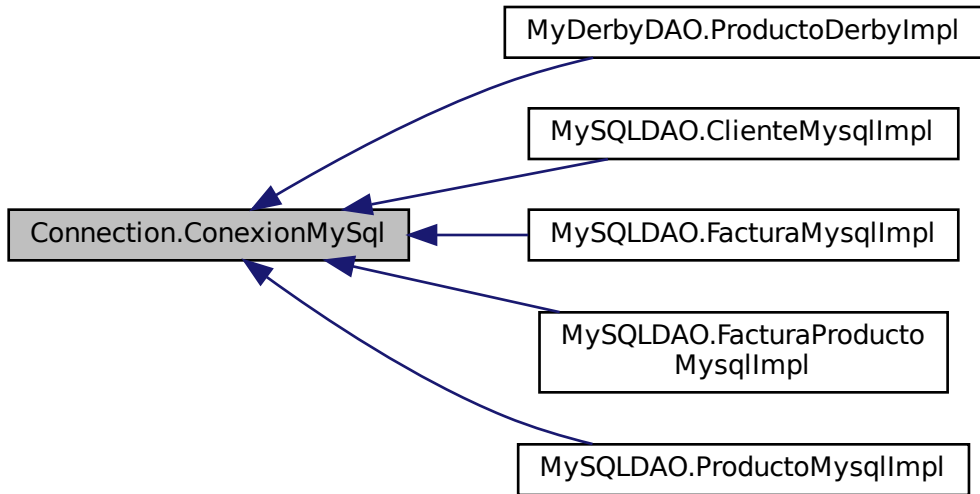 MyDerbyDAO.ProductoDerbyImpl
MySQLDAO.ClienteMysqlImpl
Connection.ConexionMySql
MySQLDAO.FacturaMysqlImpl
MySQLDAO.FacturaProducto
MysqlImpl
MySQLDAO.ProductoMysqlImpl